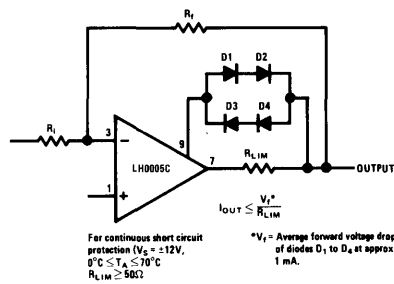 Rf
D1 D2
D3 D4
Ri
3
9
LH0005C
7
RLIM
OUTPUT
1
IOUT ≤ Vf*/RLIM
For continuous short circuit
protection (VS = ±12V,
0°C ≤ TA ≤ 70°C
RLIM ≥ 50Ω
*Vf = Average forward voltage drop
of diodes D1 to D4 at approx
1 mA.